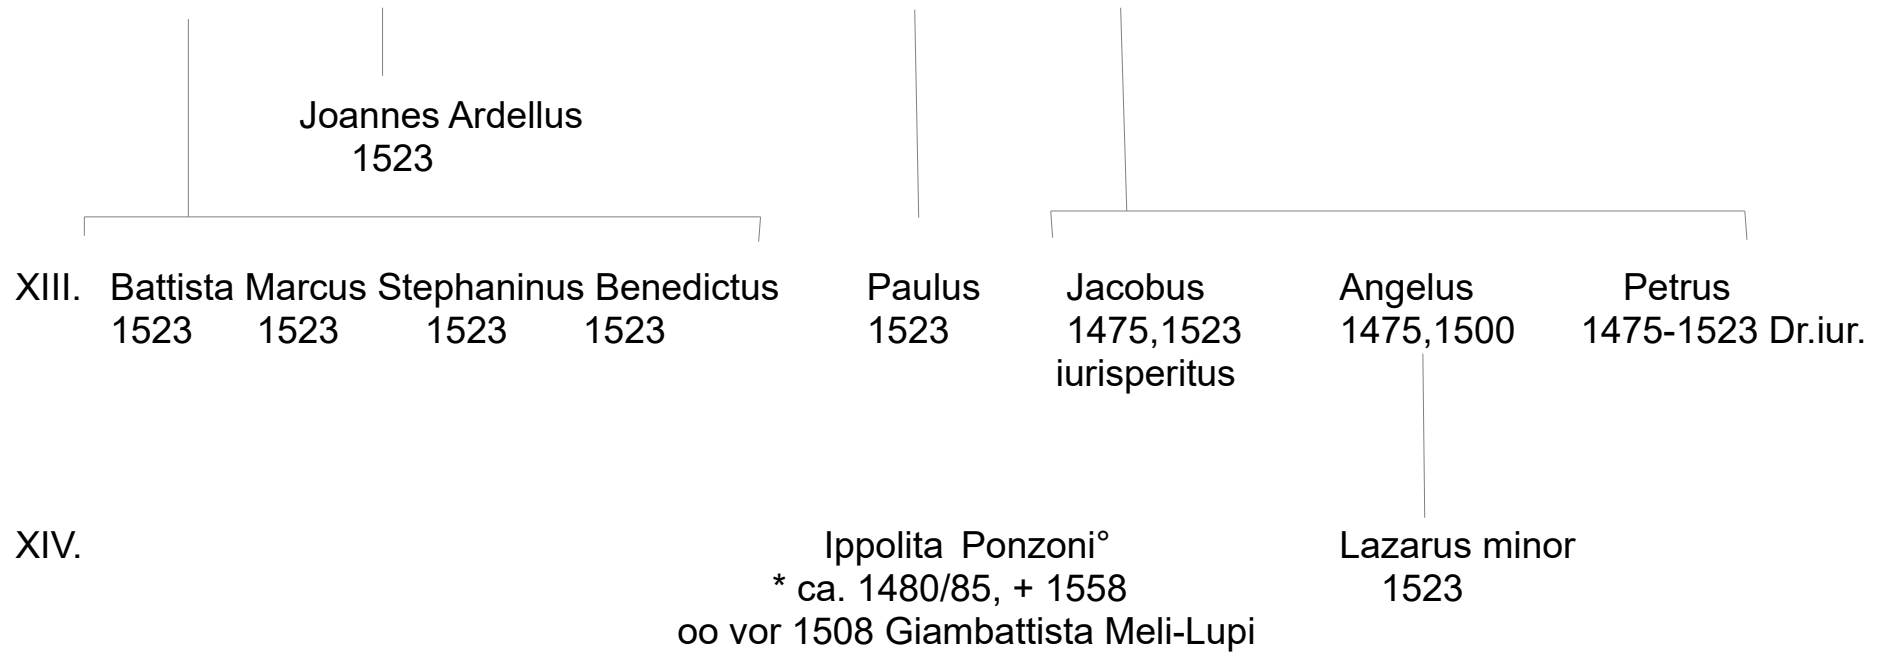 Joannes Ardellus
1523
XIII. Battista Marcus Stephaninus Benedictus Paulus Jacobus Angelus Petrus
1523 1523 1523 1523 1523 1475,1523 1475,1500 1475-1523 Dr.iur.
iurisperitus
XIV. Ippolita Ponzoni° Lazarus minor
* ca. 1480/85, + 1558 1523
oo vor 1508 Giambattista Meli-Lupi